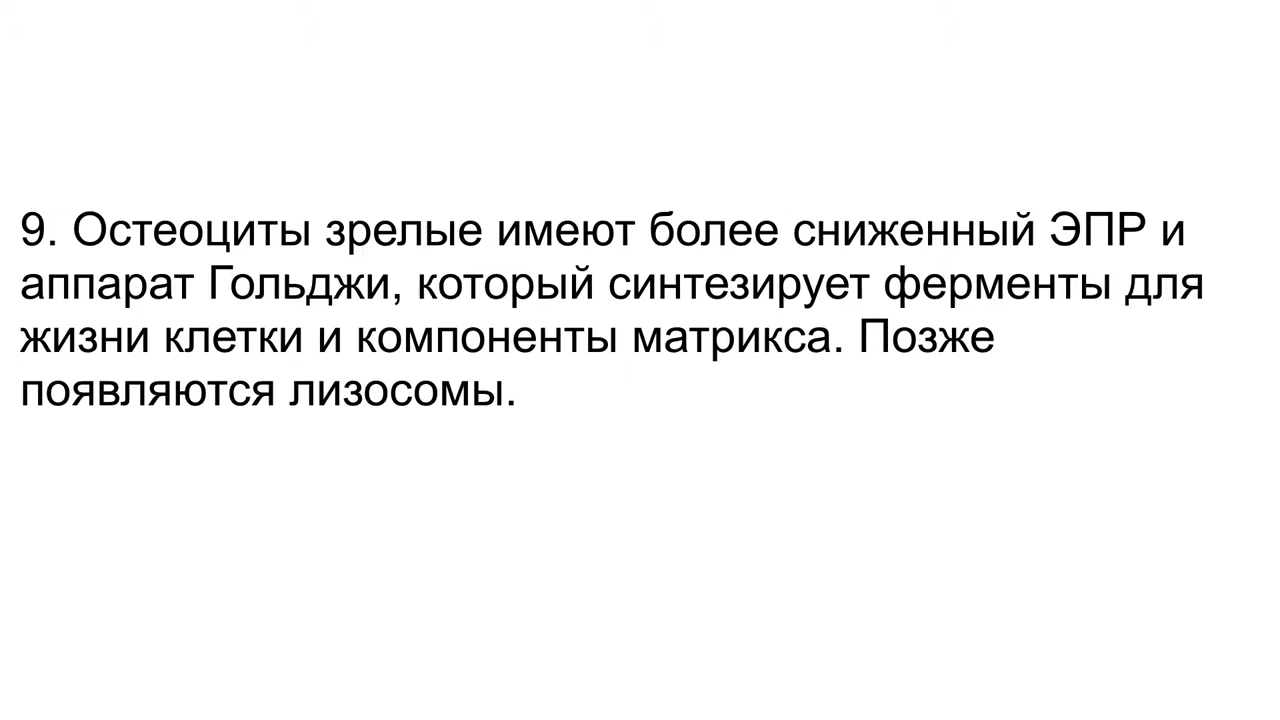 9. Остеоциты зрелые имеют более сниженный ЭПР и
аппарат Гольджи, который синтезирует ферменты для
жизни клетки и компоненты матрикса. Позже
появляются лизосомы.